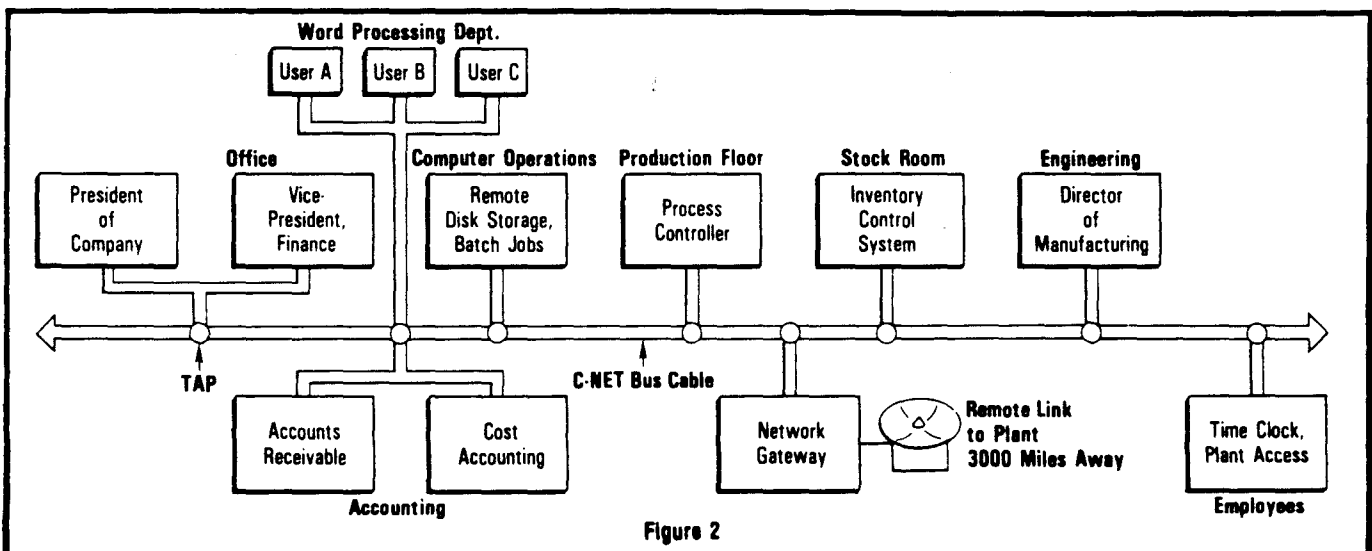 Word Processing Dept.
User A
User B
User C
Office
Computer Operations
Production Floor
Stock Room
Engineering
President
of
Company
Vice-
President,
Finance
Remote
Disk Storage,
Batch Jobs
Process
Controller
Inventory
Control
System
Director
of
Manufacturing
TAP
C-NET Bus Cable
Accounts
Receivable
Cost
Accounting
Accounting
Network
Gateway
Remote Link
to Plant
3000 Miles Away
Time Clock,
Plant Access
Employees
Figure 2